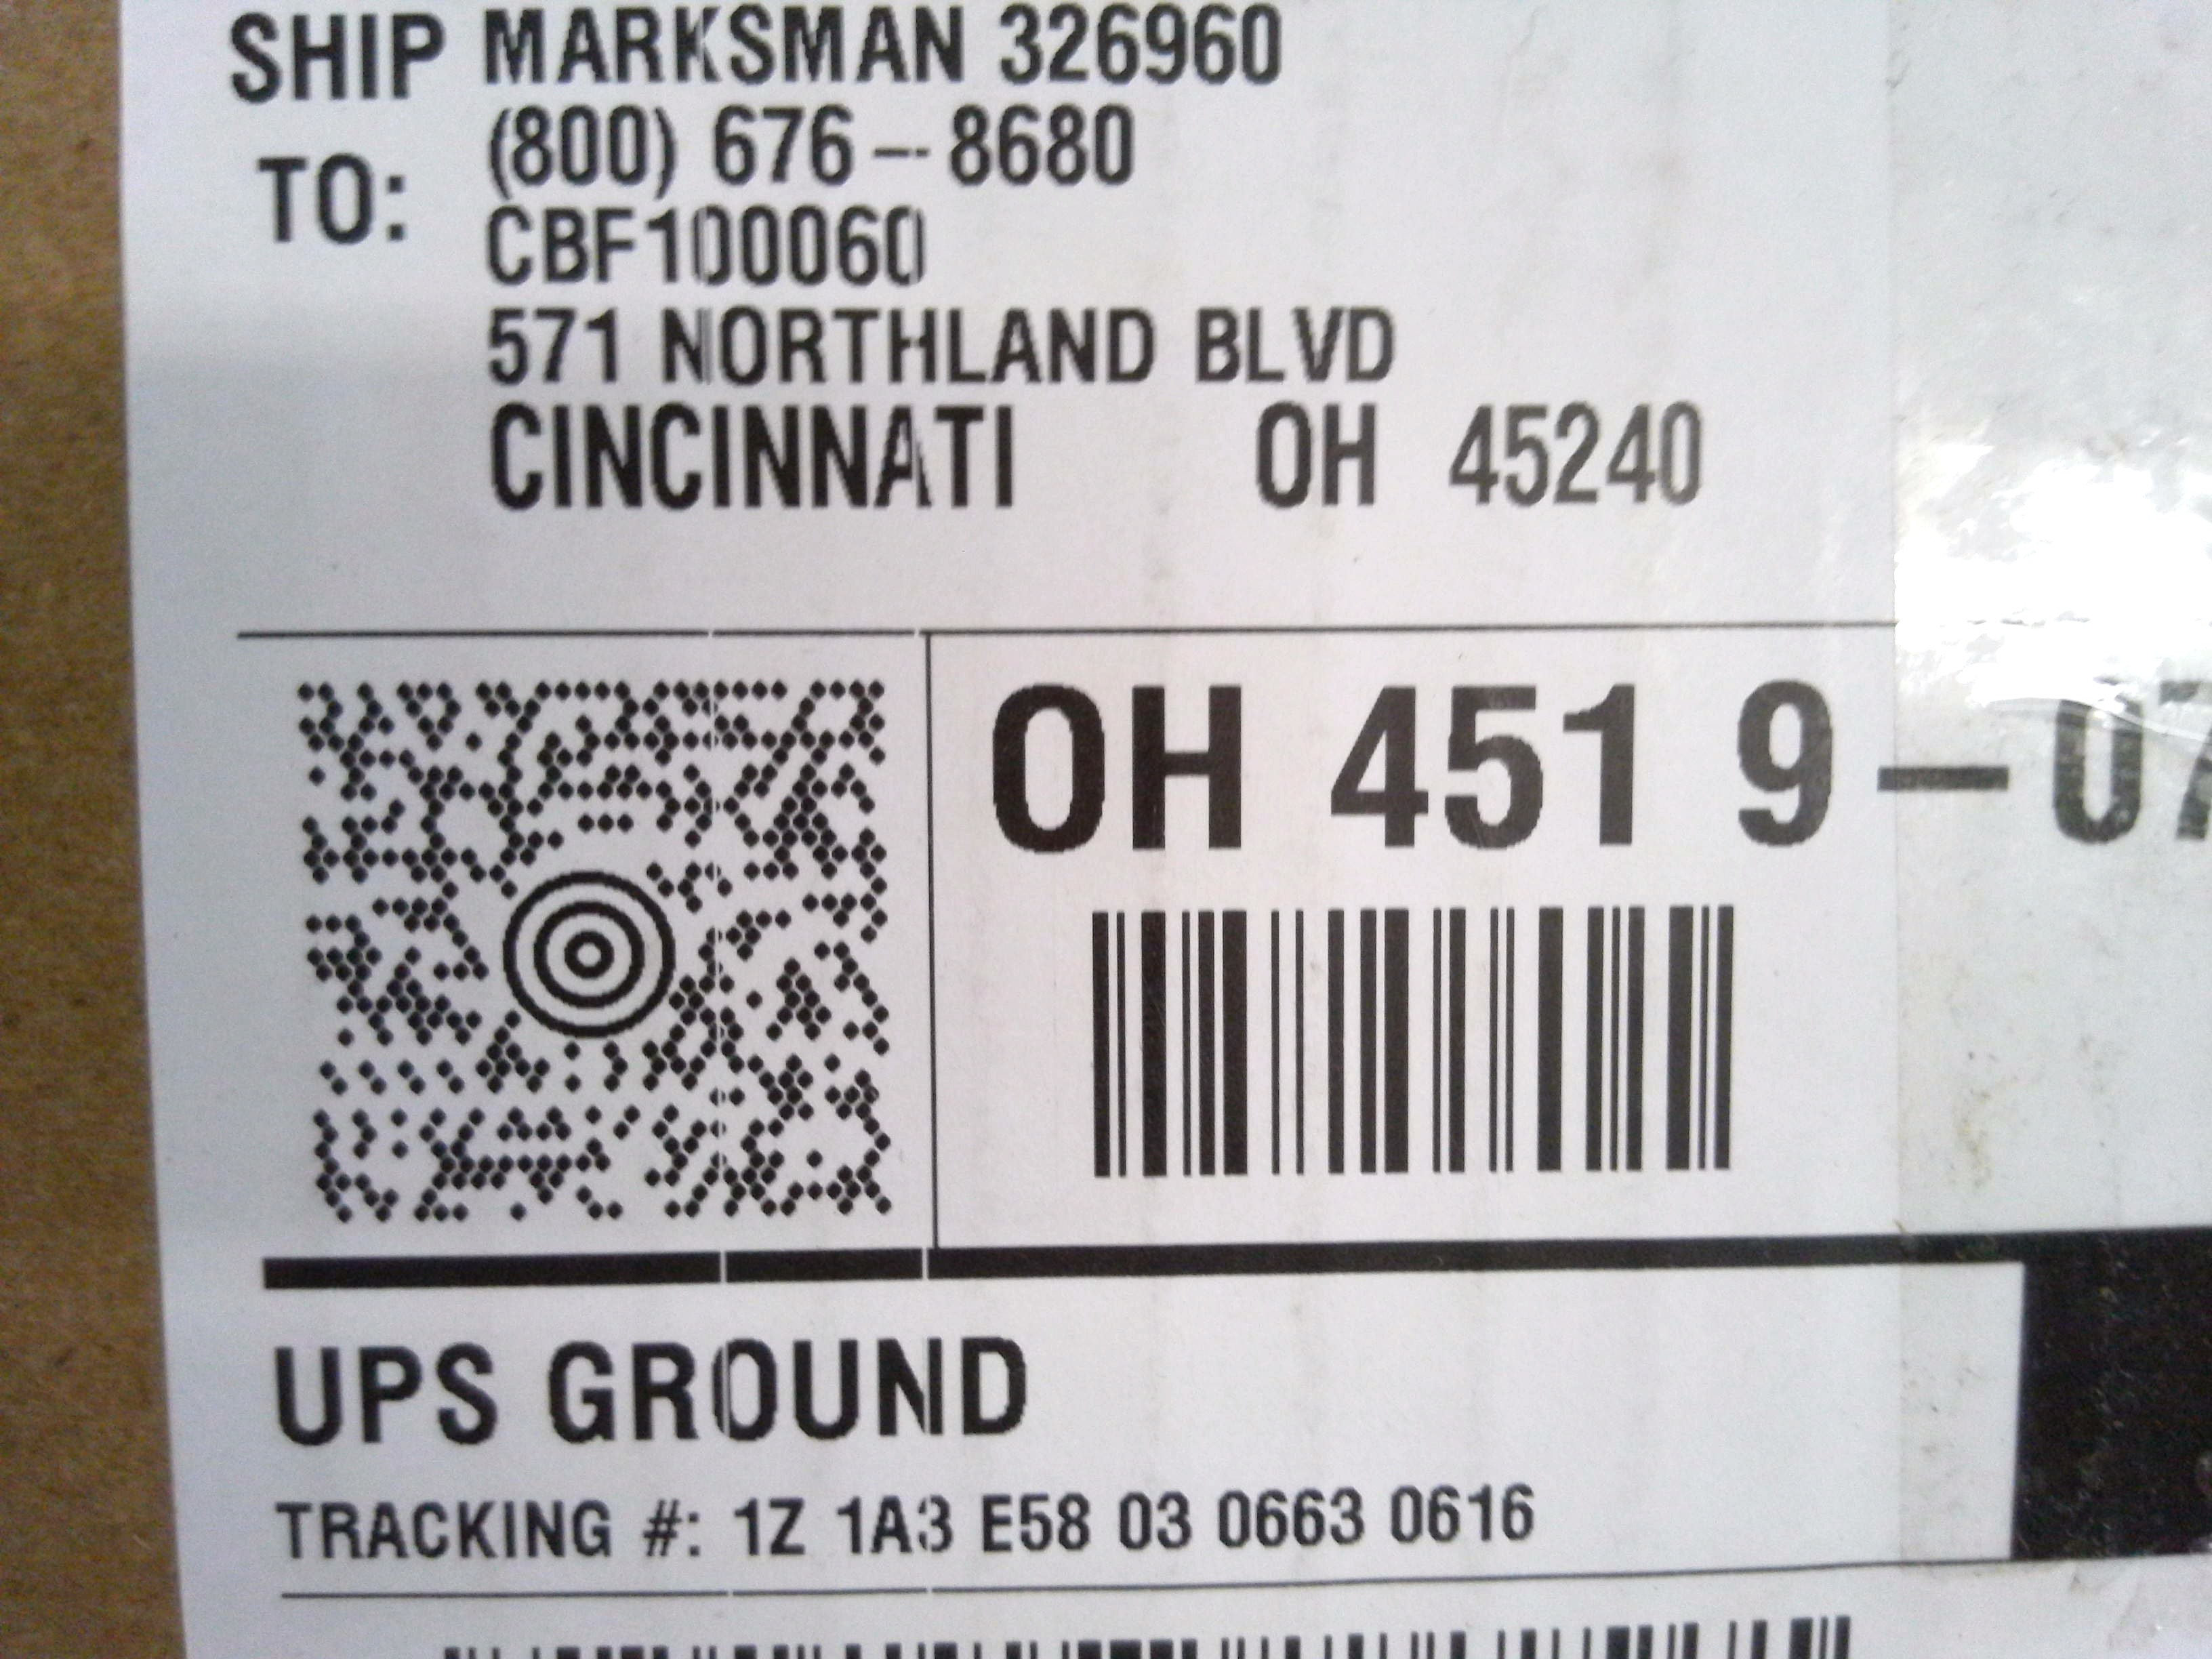 SHIP TO: MARKSMAN 326960
(800) 676-8680
CBF100060
571 NORTHLAND BLVD
CINCINNATI OH 45240
OH 451 9-0
UPS GROUND
TRACKING #: 1Z 1A3 E58 03 0663 0616